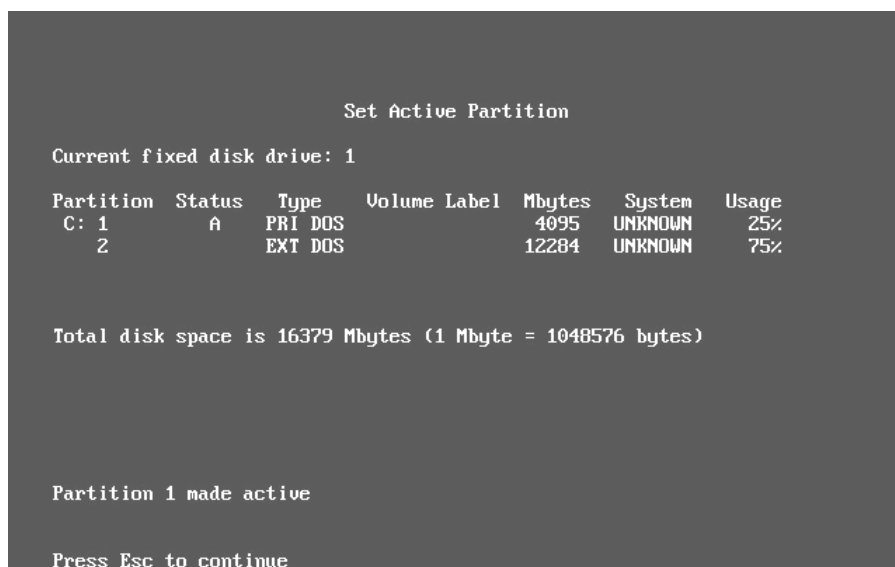 Set Active Partition
Current fixed disk drive: 1
Partition Status Type Volume Label Mbytes System Usage
C: 1 A PRI DOS 4095 UNKNOWN 25%
2 EXT DOS 12284 UNKNOWN 75%
Total disk space is 16379 Mbytes (1 Mbyte = 1048576 bytes)
Partition 1 made active
Press Esc to continue